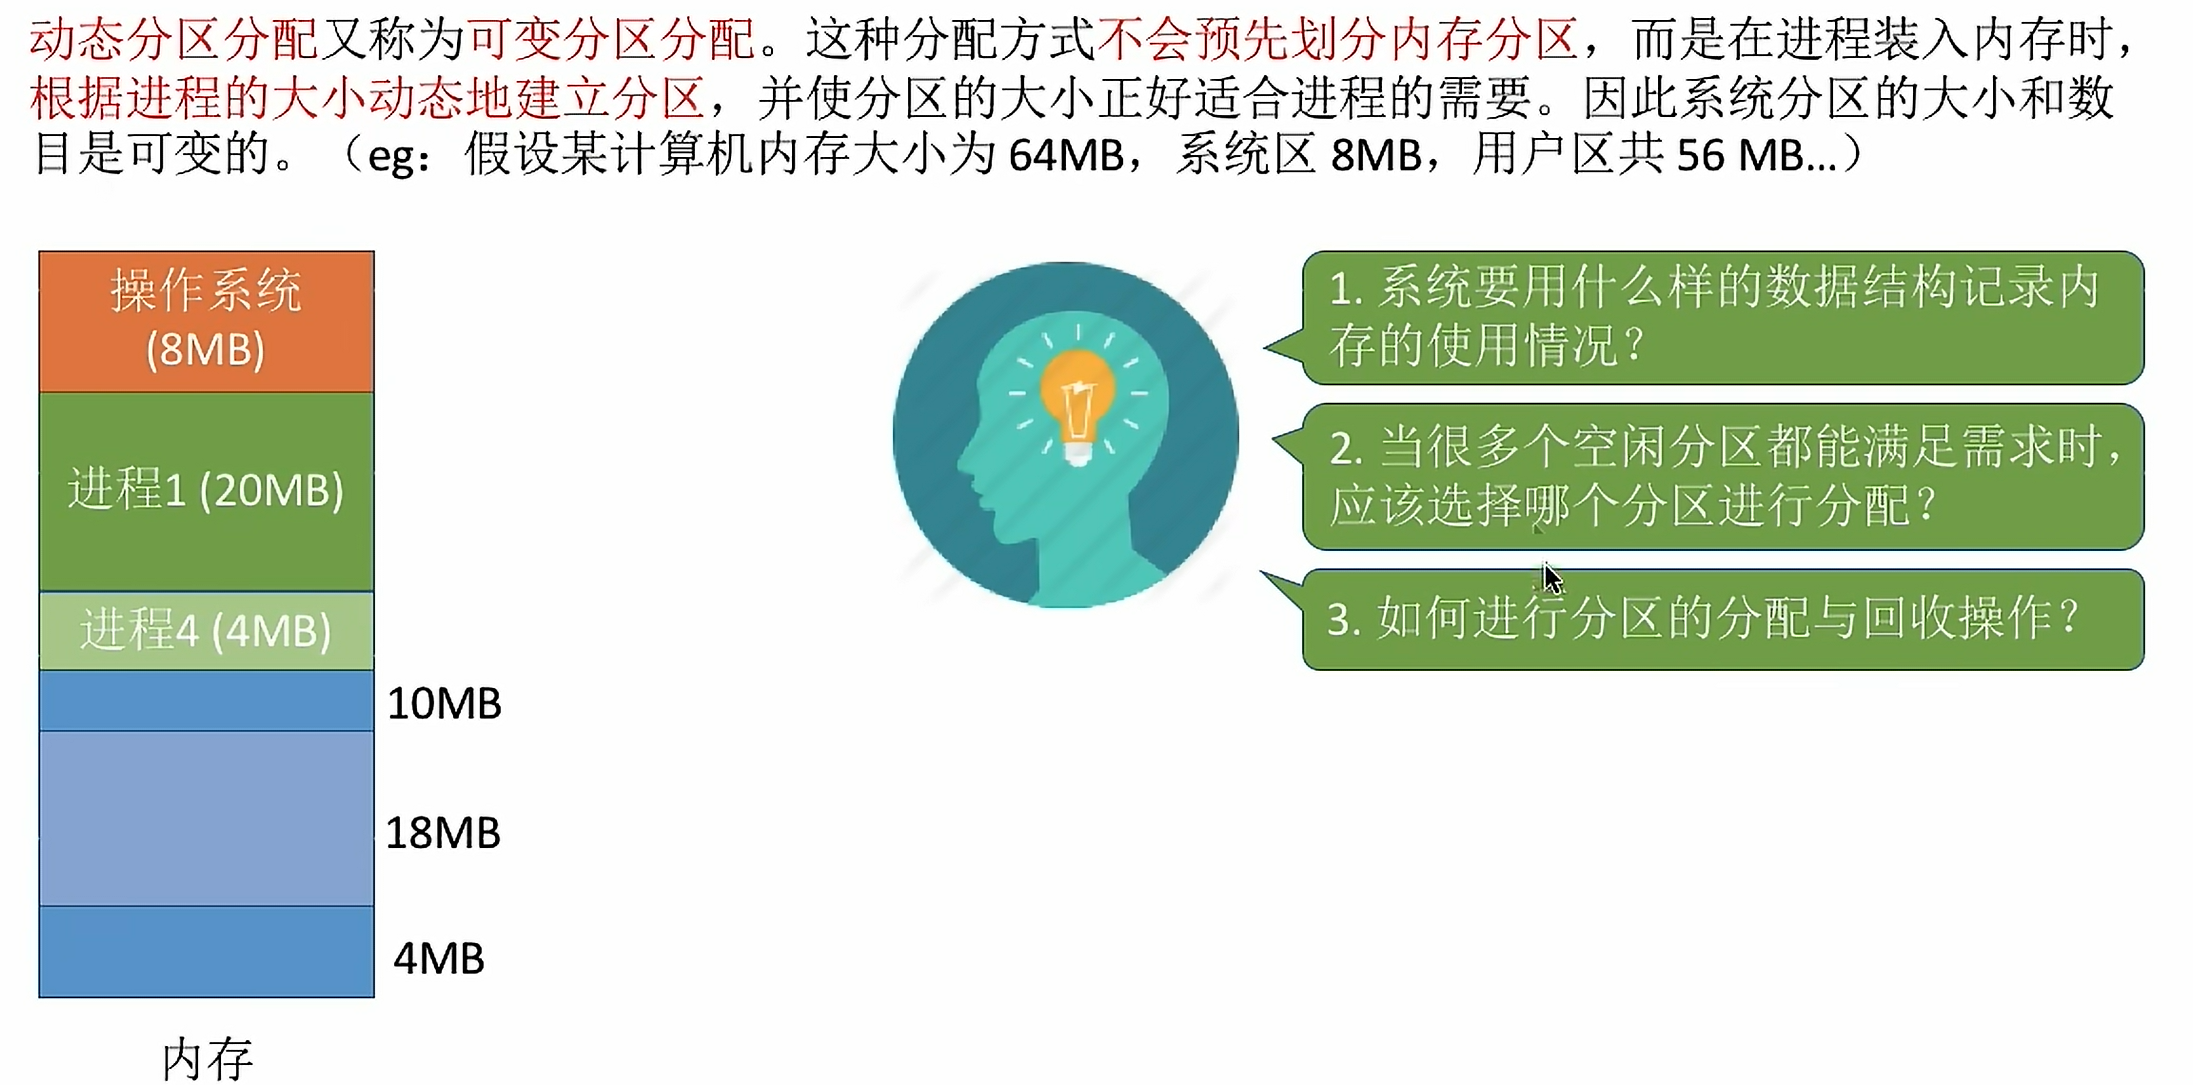 动态分区分配又称为可变分区分配。这种分配方式不会预先划分内存分区，而是在进程装入内存时，
根据进程的大小动态地建立分区，并使分区的大小正好适合进程的需要。因此系统分区的大小和数
目是可变的。（eg：假设某计算机内存大小为 64MB，系统区 8MB，用户区共 56 MB...）
操作系统
(8MB)
进程1 (20MB)
进程4 (4MB)
10MB
18MB
4MB
内存
1. 系统要用什么样的数据结构记录内
存的使用情况？
2. 当很多个空闲分区都能满足需求时，
应该选择哪个分区进行分配？
3. 如何进行分区的分配与回收操作？